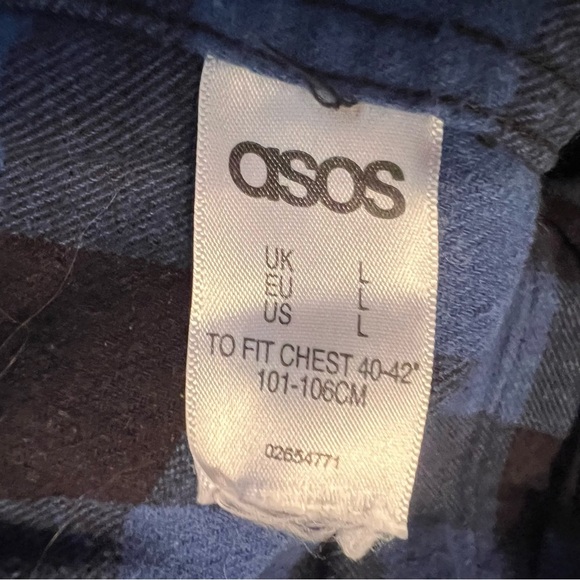 asos
UK L
EU L
US L
TO FIT CHEST 40-42"
101-106CM
02654771